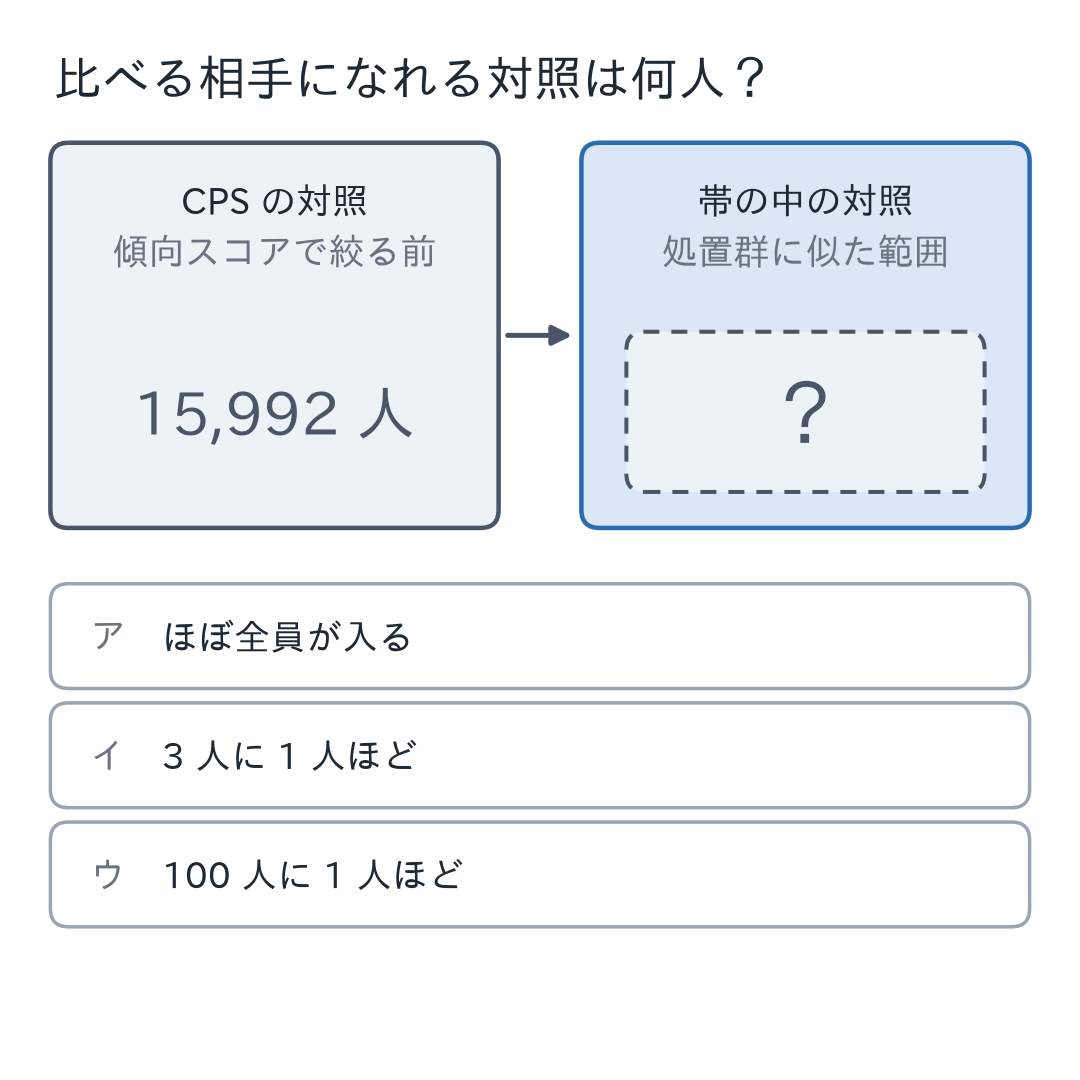 比べる相手になれる対照は何人？
CPS の対照
傾向スコアで絞る前
15,992 人
帯の中の対照
処置群に似た範囲
？
ア ほぼ全員が入る
イ 3 人に 1 人ほど
ウ 100 人に 1 人ほど